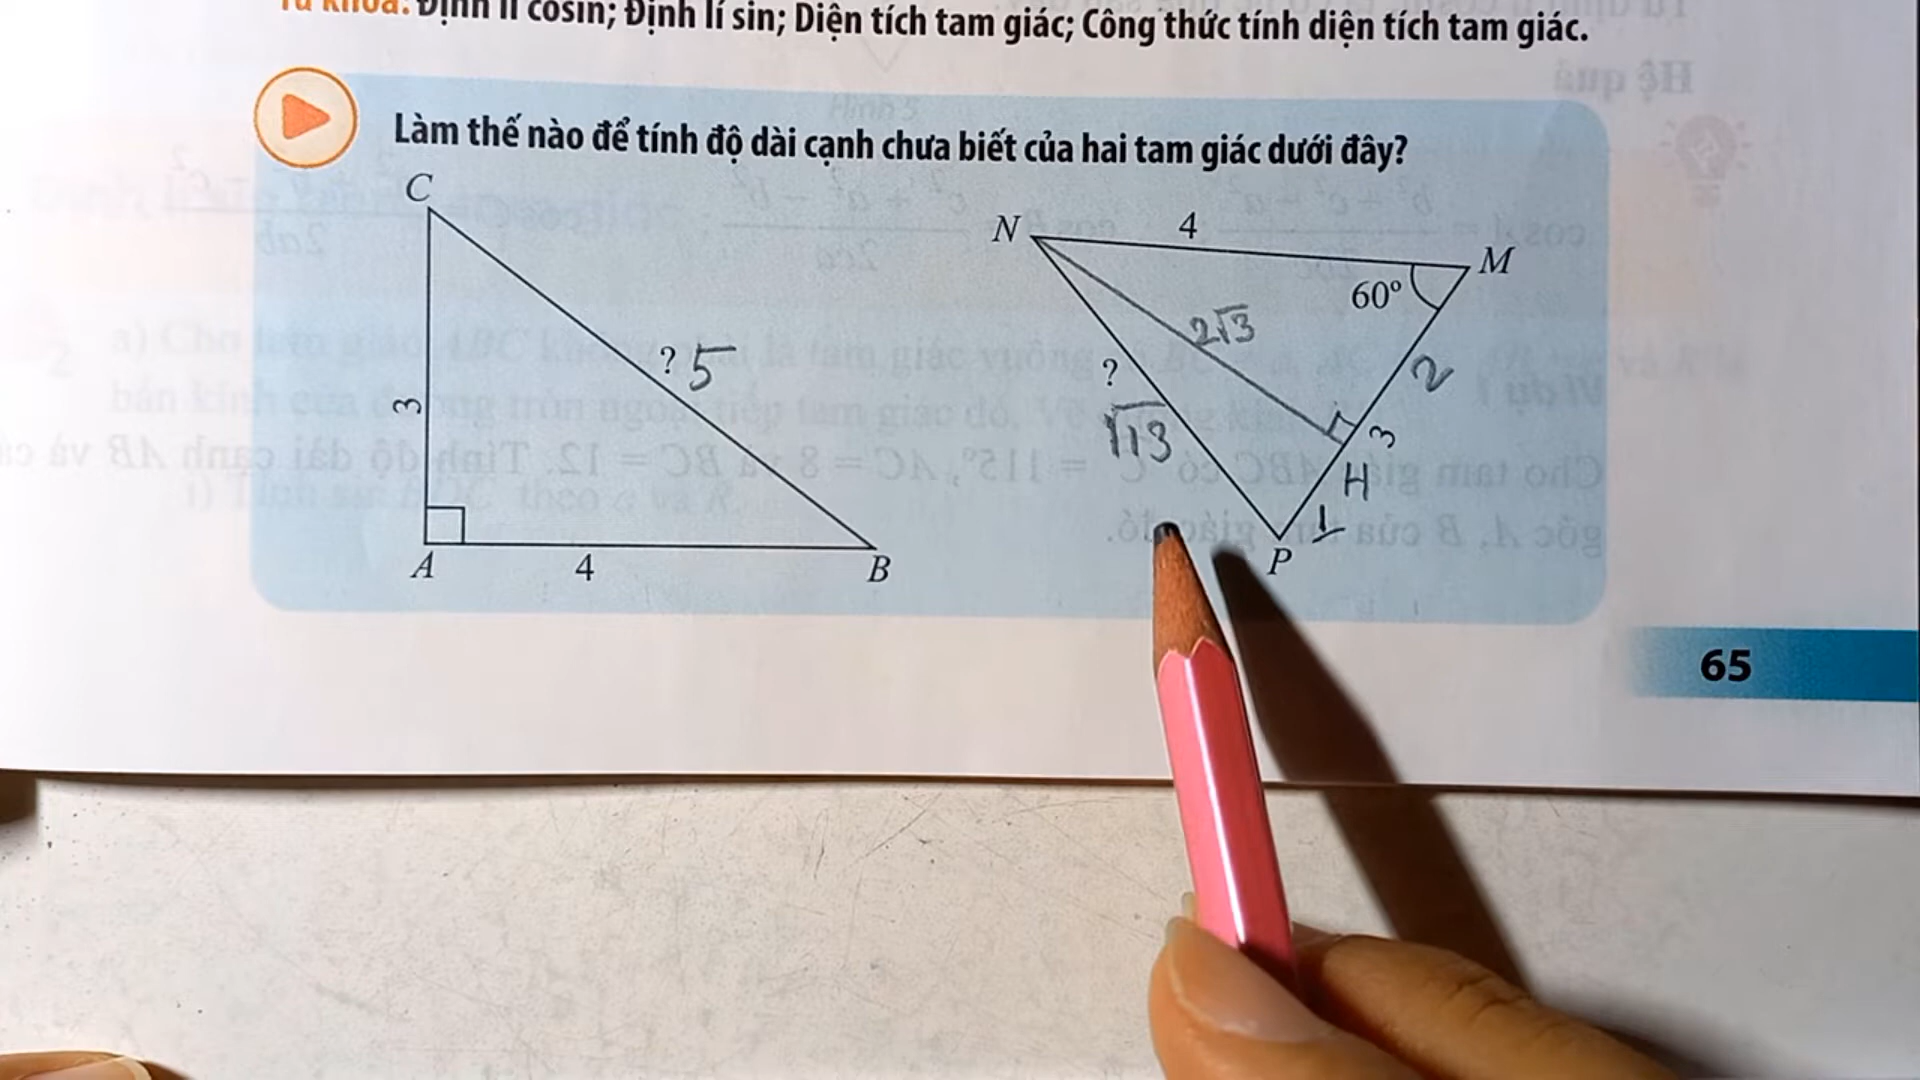 Từ khoá: Định lí côsin; Định lí sin; Diện tích tam giác; Công thức tính diện tích tam giác.
Làm thế nào để tính độ dài cạnh chưa biết của hai tam giác dưới đây?
C
3
? 5
A
4
B
N
4
M
60°
2√3
2
?
√13
3
H
1
P
65